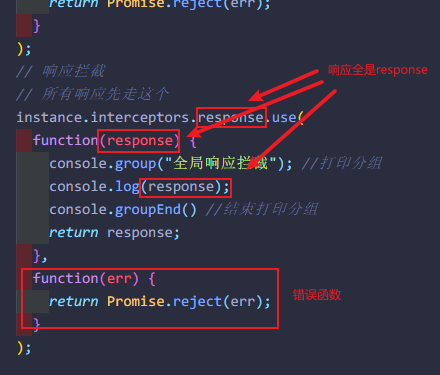 return Promise.reject(err);
}
);
// 响应拦截
// 所有响应先走这个
instance.interceptors.response.use(
function(response) {
console.group("全局响应拦截"); //打印分组
console.log(response);
console.groupEnd() //结束打印分组
return response;
},
function(err) {
return Promise.reject(err);
}
);
响应全是response
错误函数